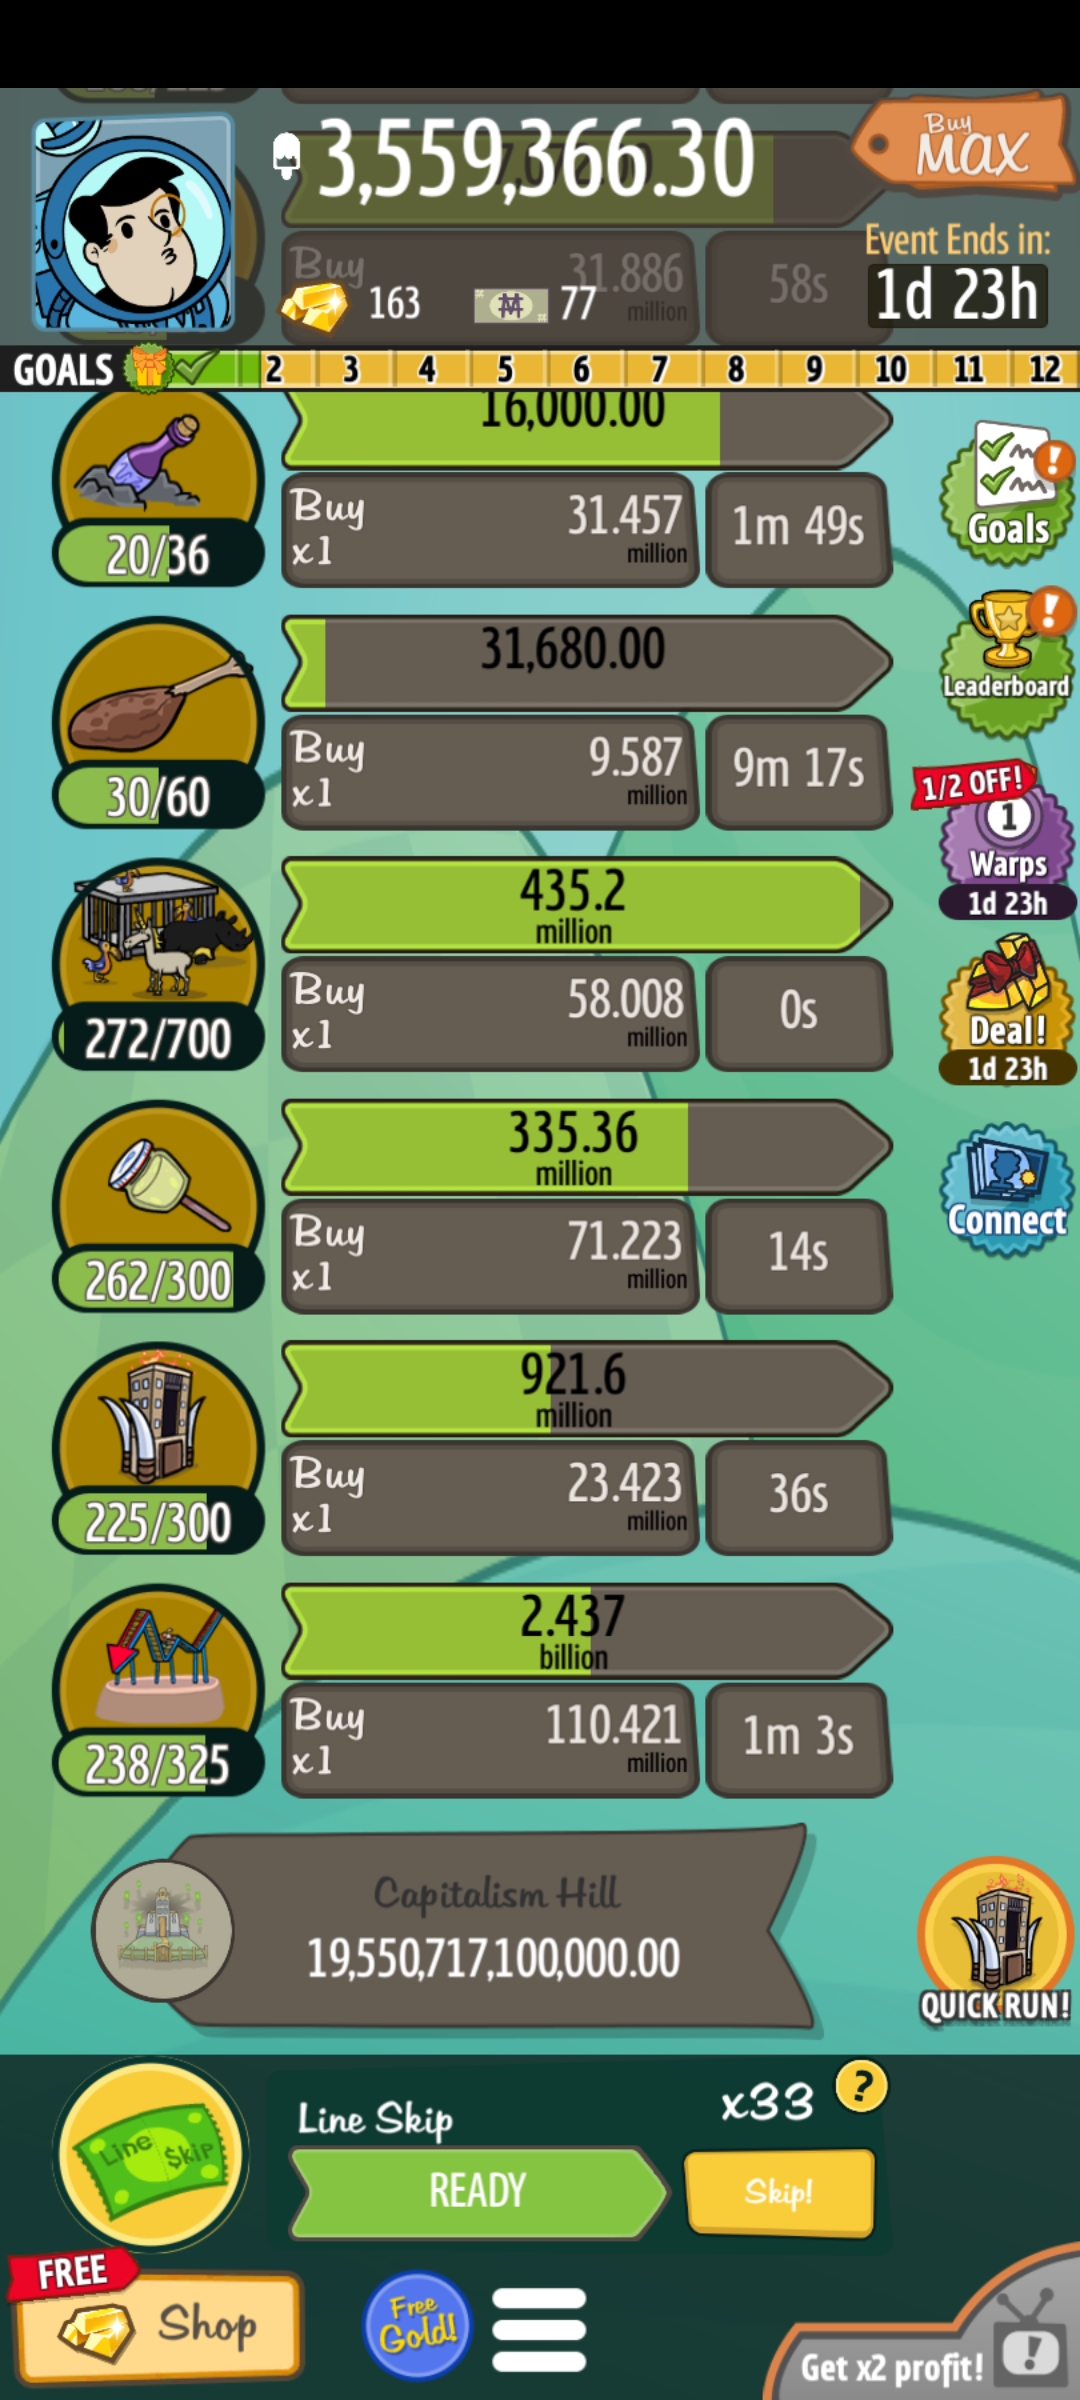 3,559,366.30
Buy
MAX
Event Ends in:
1d 23h
Buy
31.886
million
58s
163
77
GOALS
2 3 4 5 6 7 8 9 10 11 12
16,000.00
Buy
x1
31.457
million
1m 49s
20/36
Goals
31,680.00
Buy
x1
9.587
million
9m 17s
30/60
Leaderboard
1/2 OFF!
1
Warps
1d 23h
435.2
million
Buy
x1
58.008
million
0s
272/700
Deal!
1d 23h
335.36
million
Buy
x1
71.223
million
14s
262/300
Connect
921.6
million
Buy
x1
23.423
million
36s
225/300
2.437
billion
Buy
x1
110.421
million
1m 3s
238/325
Capitalism Hill
19,550,717,100,000.00
QUICK RUN!
Line $kip
Line Skip
x33
?
READY
Skip!
FREE
Shop
Free
Gold!
Get x2 profit!